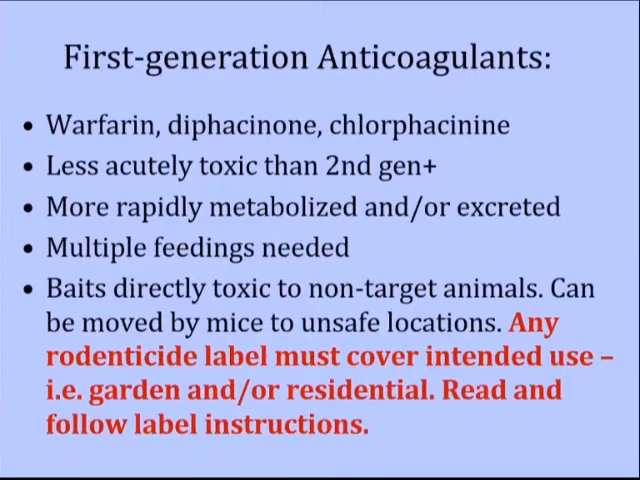 First-generation Anticoagulants:
• Warfarin, diphacinone, chlorphacinine
• Less acutely toxic than 2nd gen+
• More rapidly metabolized and/or excreted
• Multiple feedings needed
• Baits directly toxic to non-target animals. Can
be moved by mice to unsafe locations. Any
rodenticide label must cover intended use –
i.e. garden and/or residential. Read and
follow label instructions.